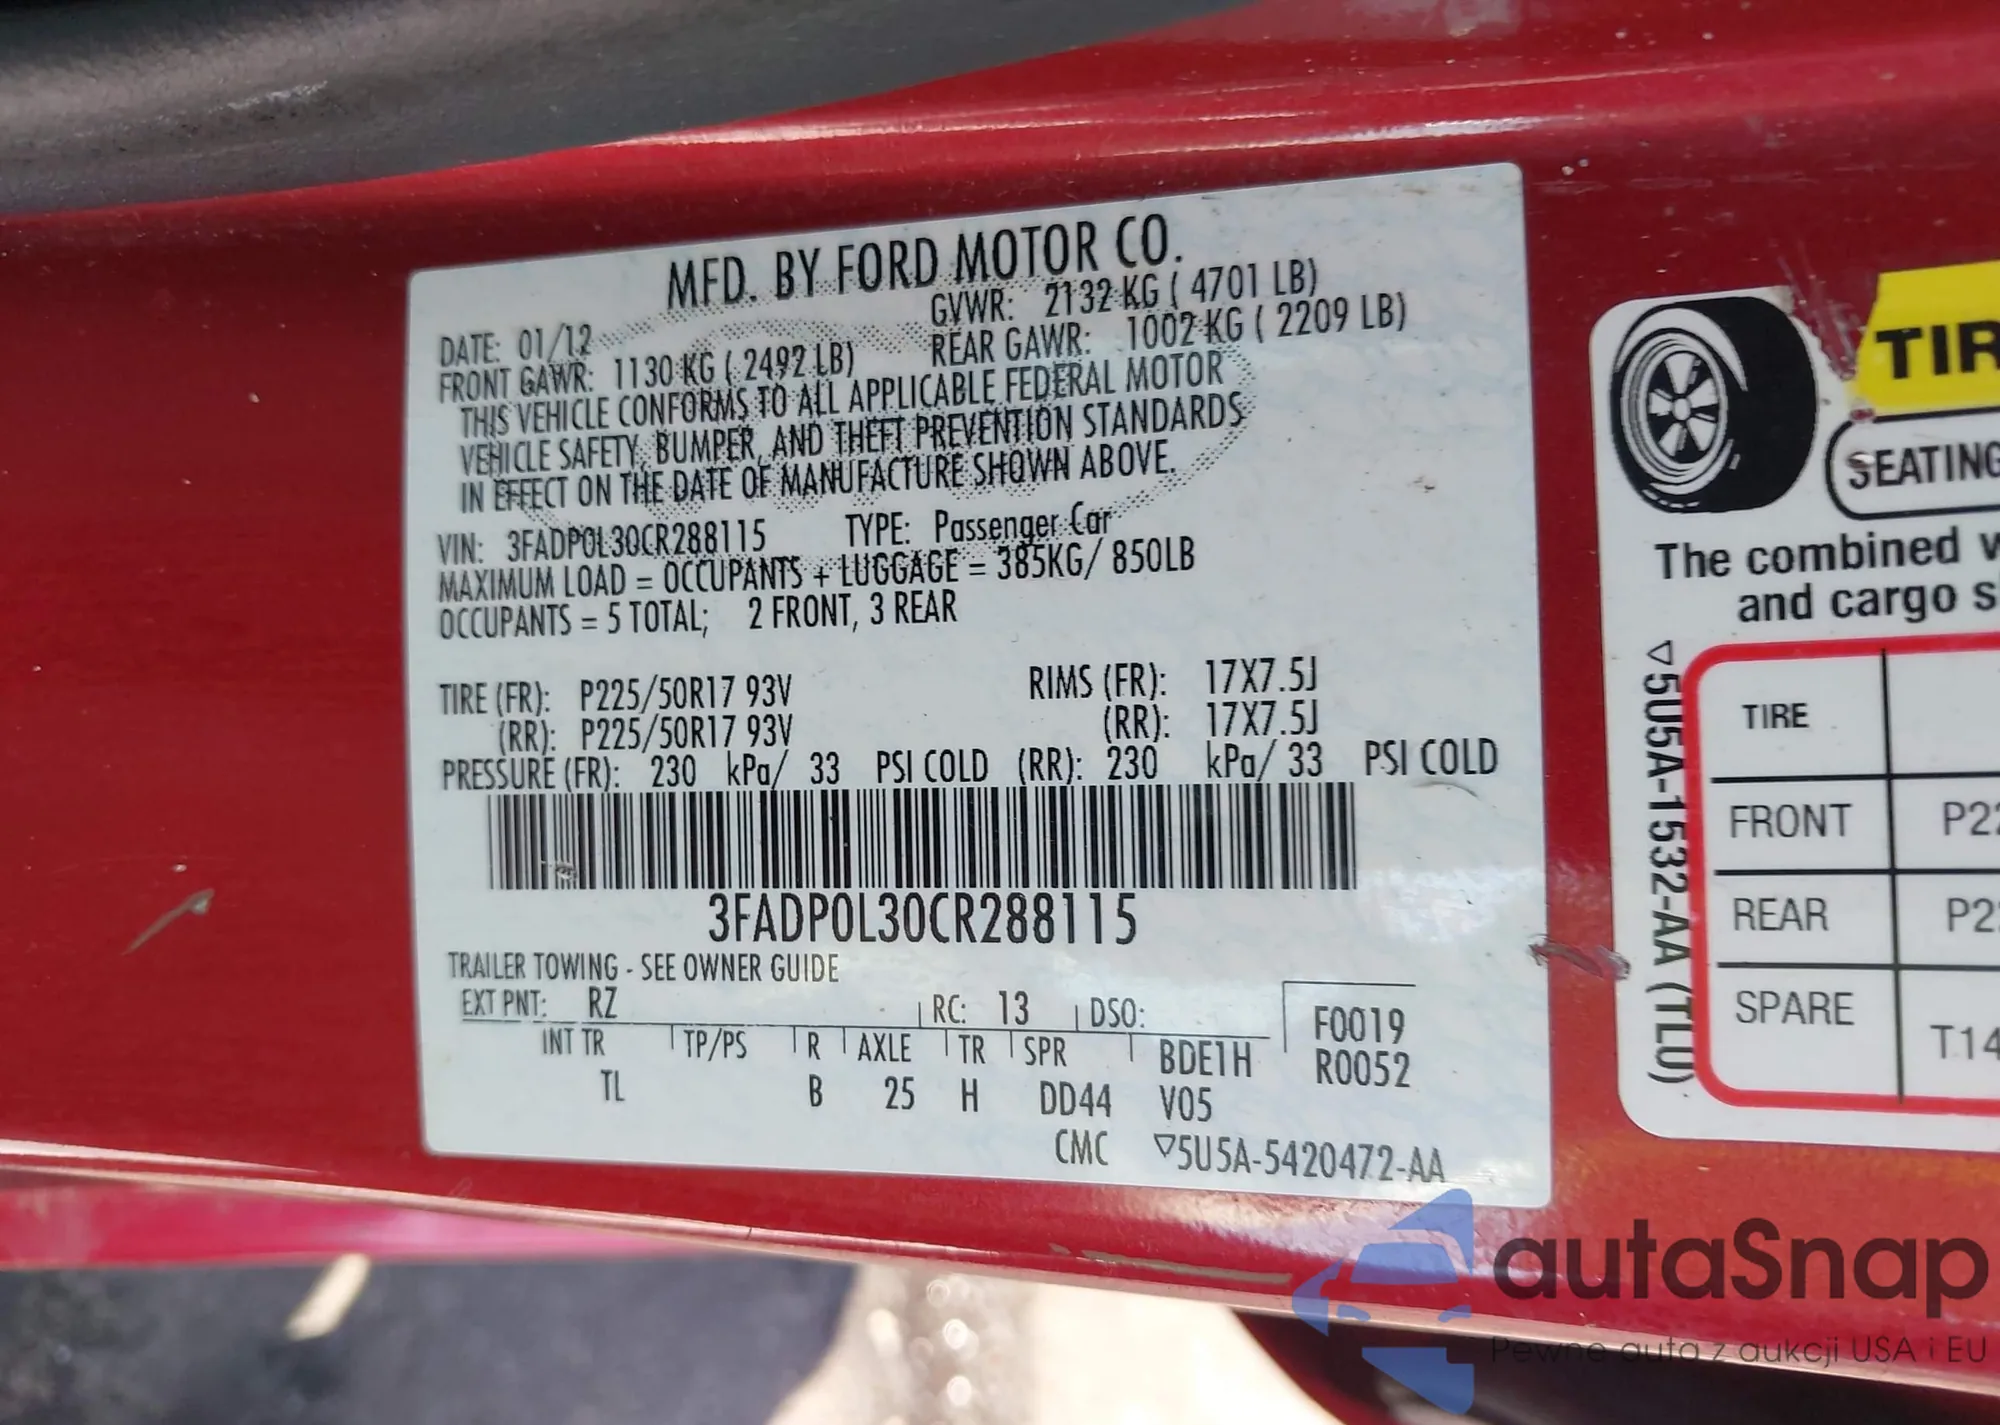 MFD. BY FORD MOTOR CO.
DATE: 01/12 GVWR: 2132 KG ( 4701 LB)
FRONT GAWR: 1130 KG ( 2492 LB) REAR GAWR: 1002 KG ( 2209 LB)
THIS VEHICLE CONFORMS TO ALL APPLICABLE FEDERAL MOTOR
VEHICLE SAFETY, BUMPER, AND THEFT PREVENTION STANDARDS
IN EFFECT ON THE DATE OF MANUFACTURE SHOWN ABOVE.
VIN: 3FADP0L30CR288115 TYPE: Passenger Car
MAXIMUM LOAD = OCCUPANTS + LUGGAGE = 385KG/ 850LB
OCCUPANTS = 5 TOTAL; 2 FRONT, 3 REAR
TIRE (FR): P225/50R17 93V RIMS (FR): 17X7.5J
(RR): P225/50R17 93V (RR): 17X7.5J
PRESSURE (FR): 230 kPa/ 33 PSI COLD (RR): 230 kPa/ 33 PSI COLD
3FADP0L30CR288115
TRAILER TOWING - SEE OWNER GUIDE
EXT PNT: RZ RC: 13 DSO: F0019
INT TR TP/PS R AXLE TR SPR BDE1H R0052
TL B 25 H DD44 V05
CMC ▽5U5A-5420472-AA
TIR
SEATING
The combined w
and cargo s
▽5U5A-1532-AA (TLU)
TIRE
FRONT P22
REAR P22
SPARE T14
autaSnap
Pewne auta z aukcji USA i EU